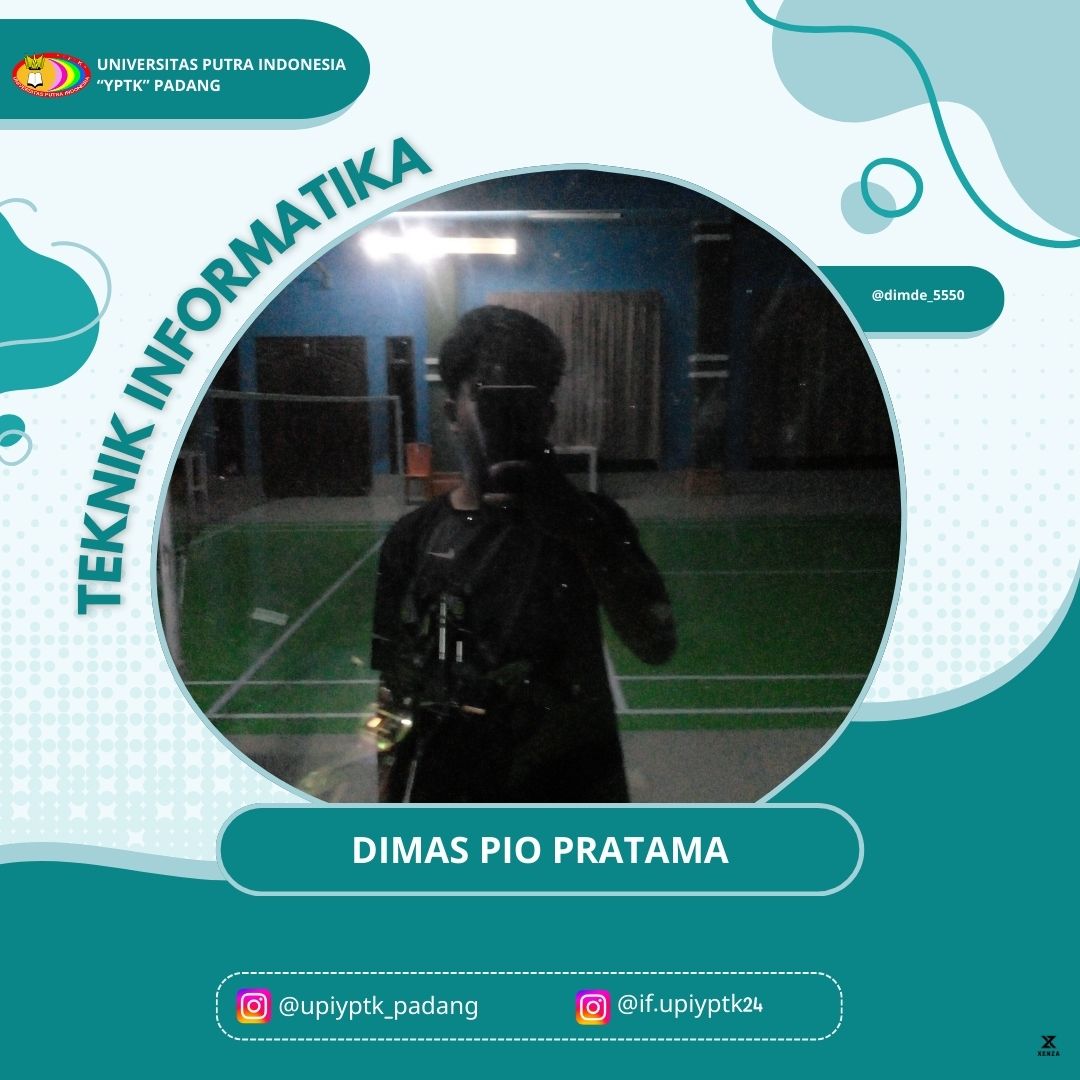 UNIVERSITAS PUTRA INDONESIA
“YPTK” PADANG
TEKNIK INFORMATIKA
@dimde_5550
DIMAS PIO PRATAMA
@upiyptk_padang
@if.upiyptk24
XENZA